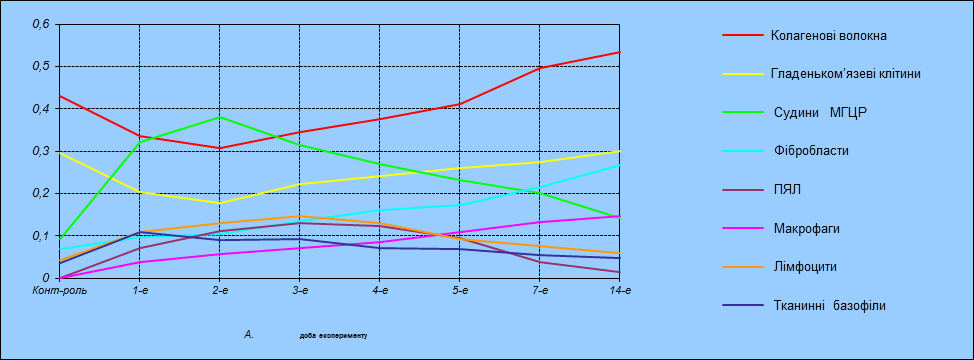 0,6
0,5
0,4
0,3
0,2
0,1
0
Конт-роль 1-е 2-е 3-е 4-е 5-е 7-е 14-е
А. доба експерименту
Колагенові волокна
Гладеньком'язеві клітини
Судини МГЦР
Фібробласти
ПЯЛ
Макрофаги
Лімфоцити
Тканинні базофіли